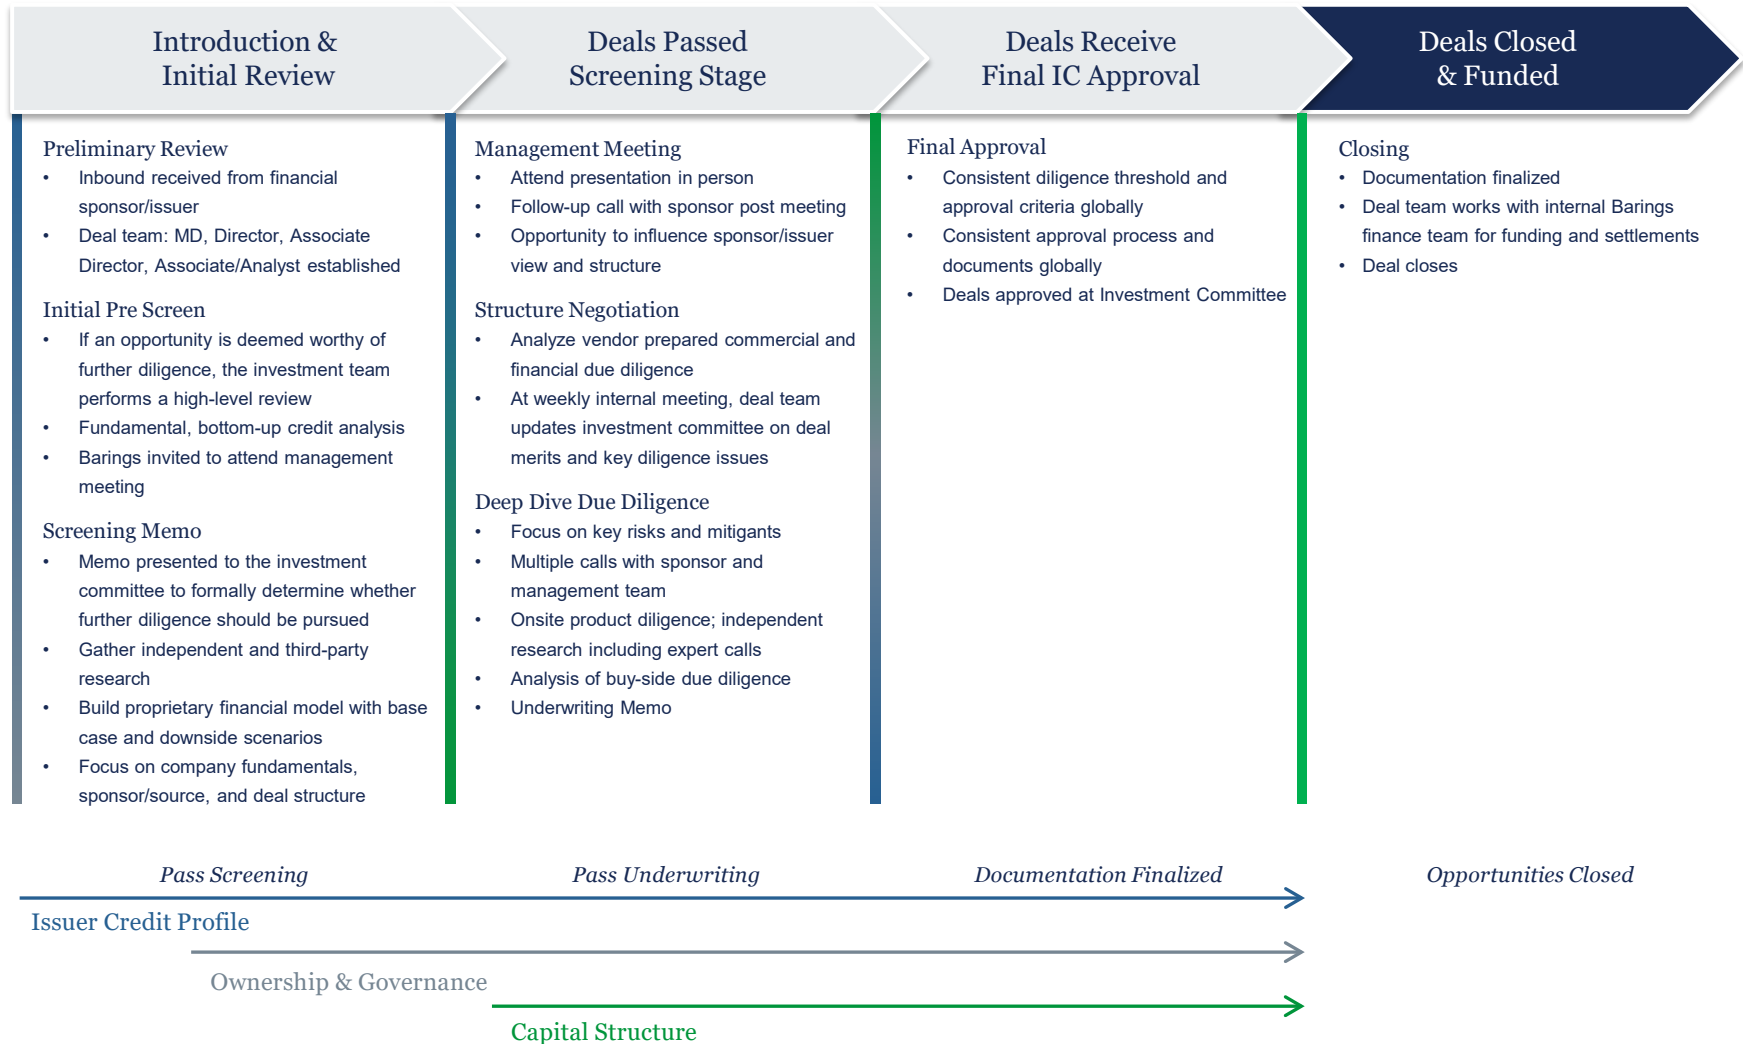 Introduction &
Initial Review
Deals Passed
Screening Stage
Deals Receive
Final IC Approval
Deals Closed
& Funded
Preliminary Review
• Inbound received from financial
sponsor/issuer
• Deal team: MD, Director, Associate
Director, Associate/Analyst established
Initial Pre Screen
• If an opportunity is deemed worthy of
further diligence, the investment team
performs a high-level review
• Fundamental, bottom-up credit analysis
• Barings invited to attend management
meeting
Screening Memo
• Memo presented to the investment
committee to formally determine whether
further diligence should be pursued
• Gather independent and third-party
research
• Build proprietary financial model with base
case and downside scenarios
• Focus on company fundamentals,
sponsor/source, and deal structure
Management Meeting
• Attend presentation in person
• Follow-up call with sponsor post meeting
• Opportunity to influence sponsor/issuer
view and structure
Structure Negotiation
• Analyze vendor prepared commercial and
financial due diligence
• At weekly internal meeting, deal team
updates investment committee on deal
merits and key diligence issues
Deep Dive Due Diligence
• Focus on key risks and mitigants
• Multiple calls with sponsor and
management team
• Onsite product diligence; independent
research including expert calls
• Analysis of buy-side due diligence
• Underwriting Memo
Final Approval
• Consistent diligence threshold and
approval criteria globally
• Consistent approval process and
documents globally
• Deals approved at Investment Committee
Closing
• Documentation finalized
• Deal team works with internal Barings
finance team for funding and settlements
• Deal closes
Pass Screening
Pass Underwriting
Documentation Finalized
Opportunities Closed
Issuer Credit Profile
Ownership & Governance
Capital Structure